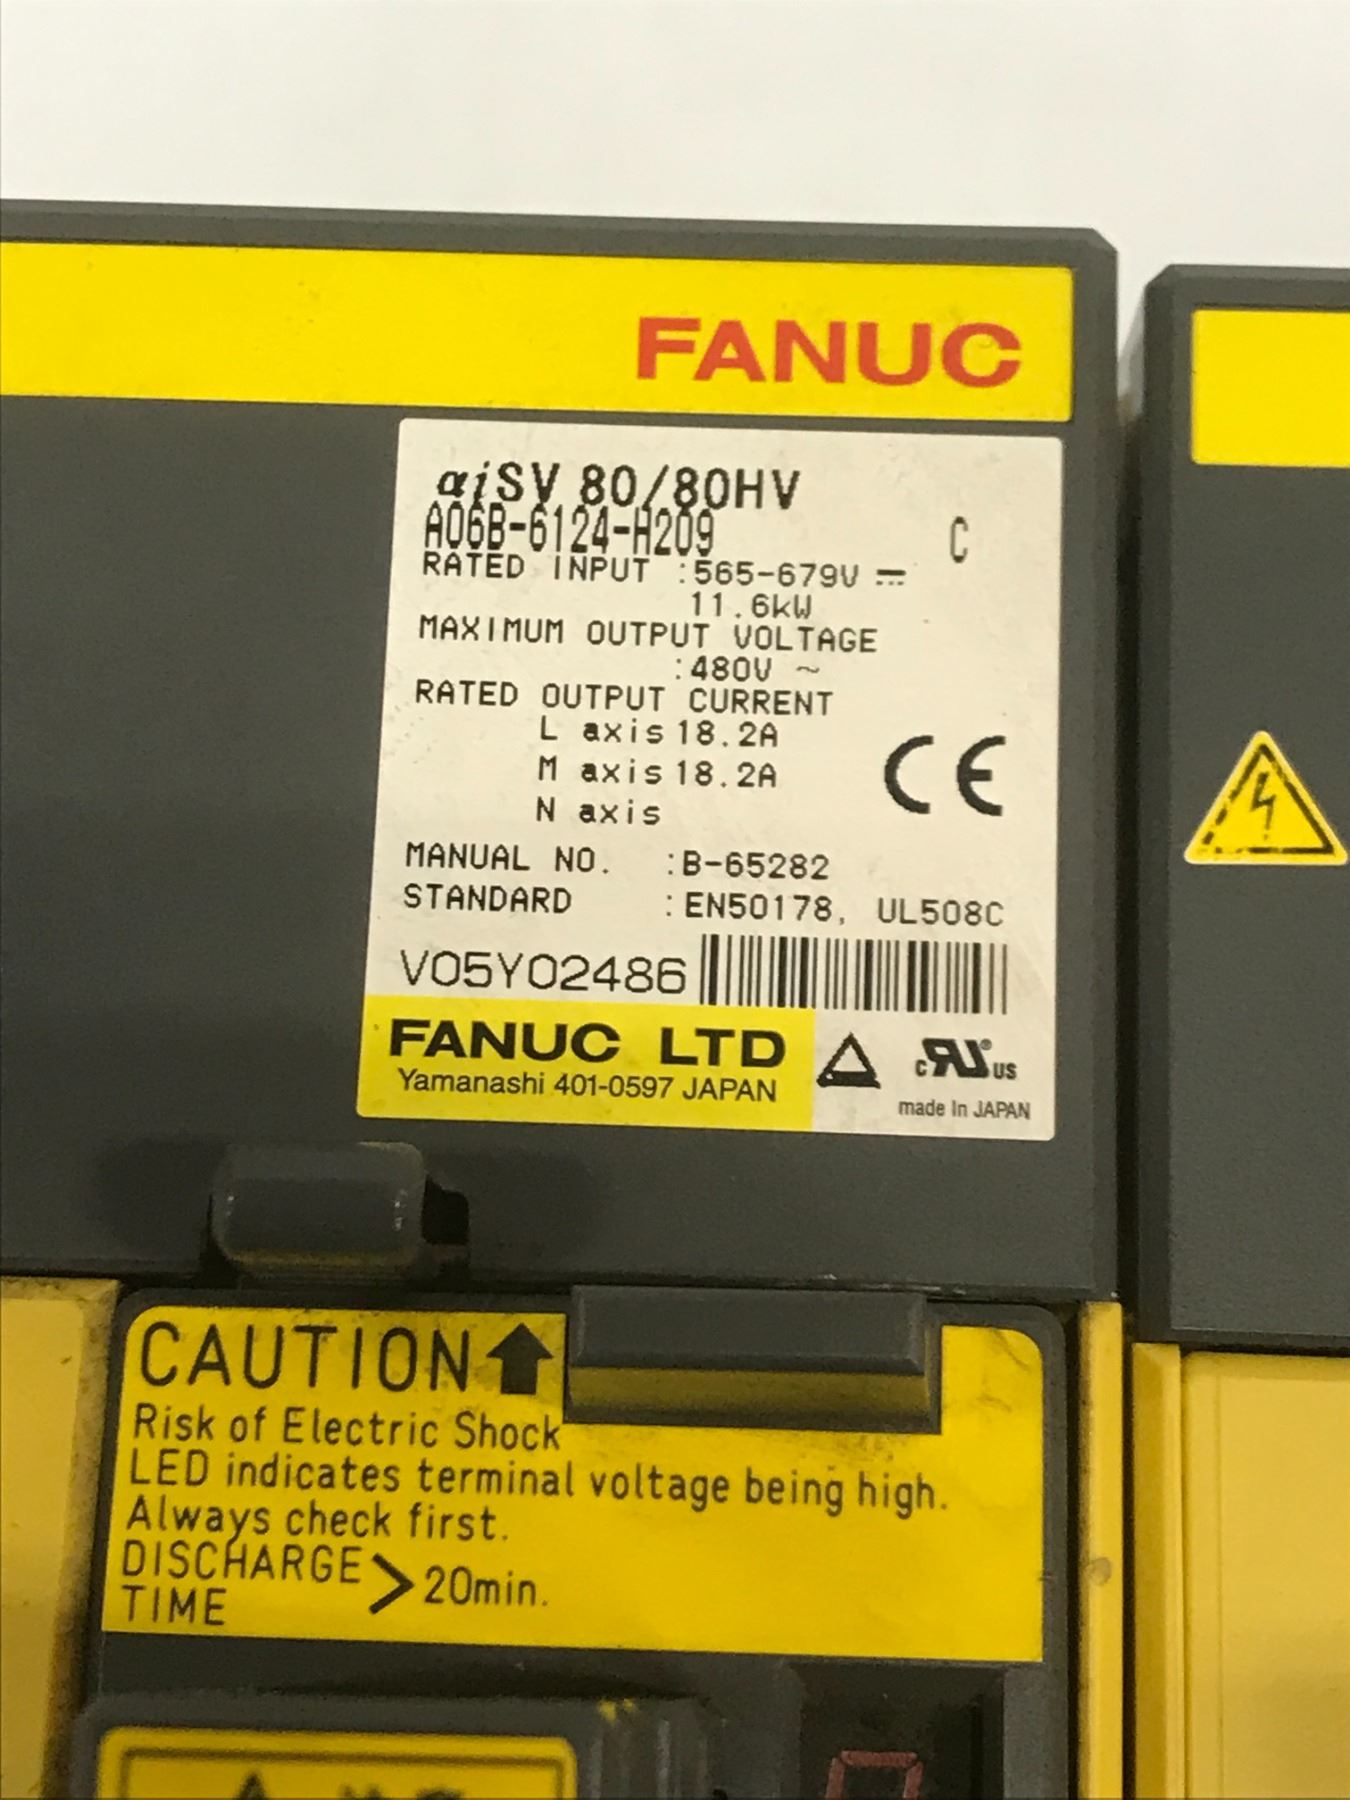 FANUC
αiSV 80/80HV
A06B-6124-H209 C
RATED INPUT :565-679V ⎓
11.6kW
MAXIMUM OUTPUT VOLTAGE
:480V ~
RATED OUTPUT CURRENT
L axis 18.2A
M axis 18.2A
N axis
CE
MANUAL NO. :B-65282
STANDARD :EN50178, UL508C
V05Y02486
FANUC LTD
Yamanashi 401-0597 JAPAN
c RU us
made In JAPAN
CAUTION
Risk of Electric Shock
LED indicates terminal voltage being high.
Always check first.
DISCHARGE
TIME > 20min.